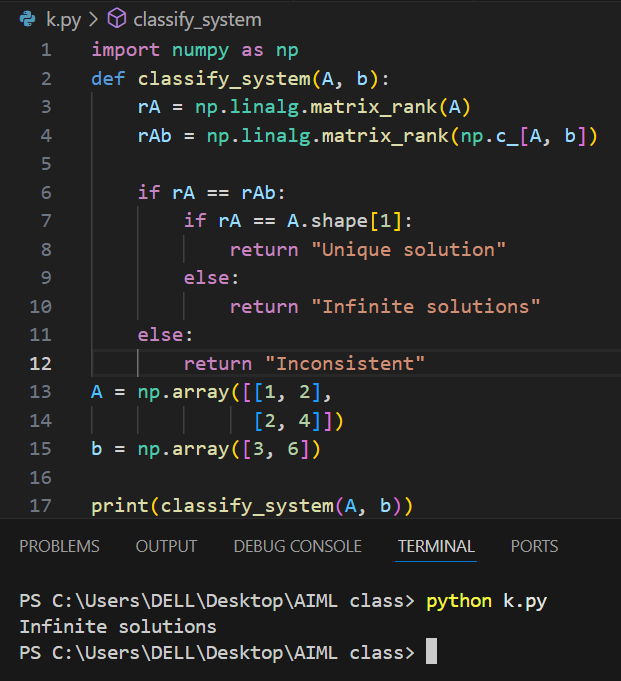 k.py > classify_system
1 import numpy as np
2 def classify_system(A, b):
3     rA = np.linalg.matrix_rank(A)
4     rAb = np.linalg.matrix_rank(np.c_[A, b])
5
6     if rA == rAb:
7         if rA == A.shape[1]:
8             return "Unique solution"
9         else:
10             return "Infinite solutions"
11     else:
12         return "Inconsistent"
13 A = np.array([[1, 2],
14               [2, 4]])
15 b = np.array([3, 6])
16
17 print(classify_system(A, b))
PROBLEMS OUTPUT DEBUG CONSOLE TERMINAL PORTS
PS C:\Users\DELL\Desktop\AIML class> python k.py
Infinite solutions
PS C:\Users\DELL\Desktop\AIML class>